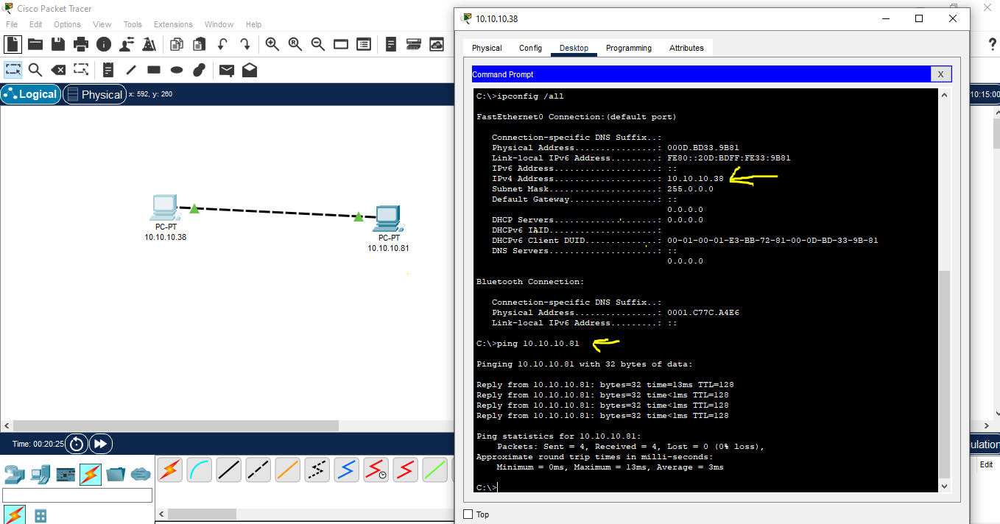 Cisco Packet Tracer
File Edit Options View Tools Extensions Window Help
Logical Physical x: 592, y: 260
PC-PT
10.10.10.38
PC-PT
10.10.10.81
Time: 00:20:25
10.10.10.38
Physical Config Desktop Programming Attributes
Command Prompt X
C:\>ipconfig /all
FastEthernet0 Connection:(default port)
Connection-specific DNS Suffix..:
Physical Address................: 000D.BD33.9B81
Link-local IPv6 Address.........: FE80::20D:BDFF:FE33:9B81
IPv6 Address....................: ::
IPv4 Address....................: 10.10.10.38
Subnet Mask.....................: 255.0.0.0
Default Gateway.................: ::
0.0.0.0
DHCP Servers....................: 0.0.0.0
DHCPv6 IAID.....................:
DHCPv6 Client DUID..............: 00-01-00-01-E3-BB-72-81-00-0D-BD-33-9B-81
DNS Servers.....................: ::
0.0.0.0
Bluetooth Connection:
Connection-specific DNS Suffix..:
Physical Address................: 0001.C77C.A4E6
Link-local IPv6 Address.........: ::
C:\>ping 10.10.10.81
Pinging 10.10.10.81 with 32 bytes of data:
Reply from 10.10.10.81: bytes=32 time=13ms TTL=128
Reply from 10.10.10.81: bytes=32 time<1ms TTL=128
Reply from 10.10.10.81: bytes=32 time<1ms TTL=128
Reply from 10.10.10.81: bytes=32 time<1ms TTL=128
Ping statistics for 10.10.10.81:
Packets: Sent = 4, Received = 4, Lost = 0 (0% loss),
Approximate round trip times in milli-seconds:
Minimum = 0ms, Maximum = 13ms, Average = 3ms
C:\>
Top
?
10:15:00
ulation
Edit